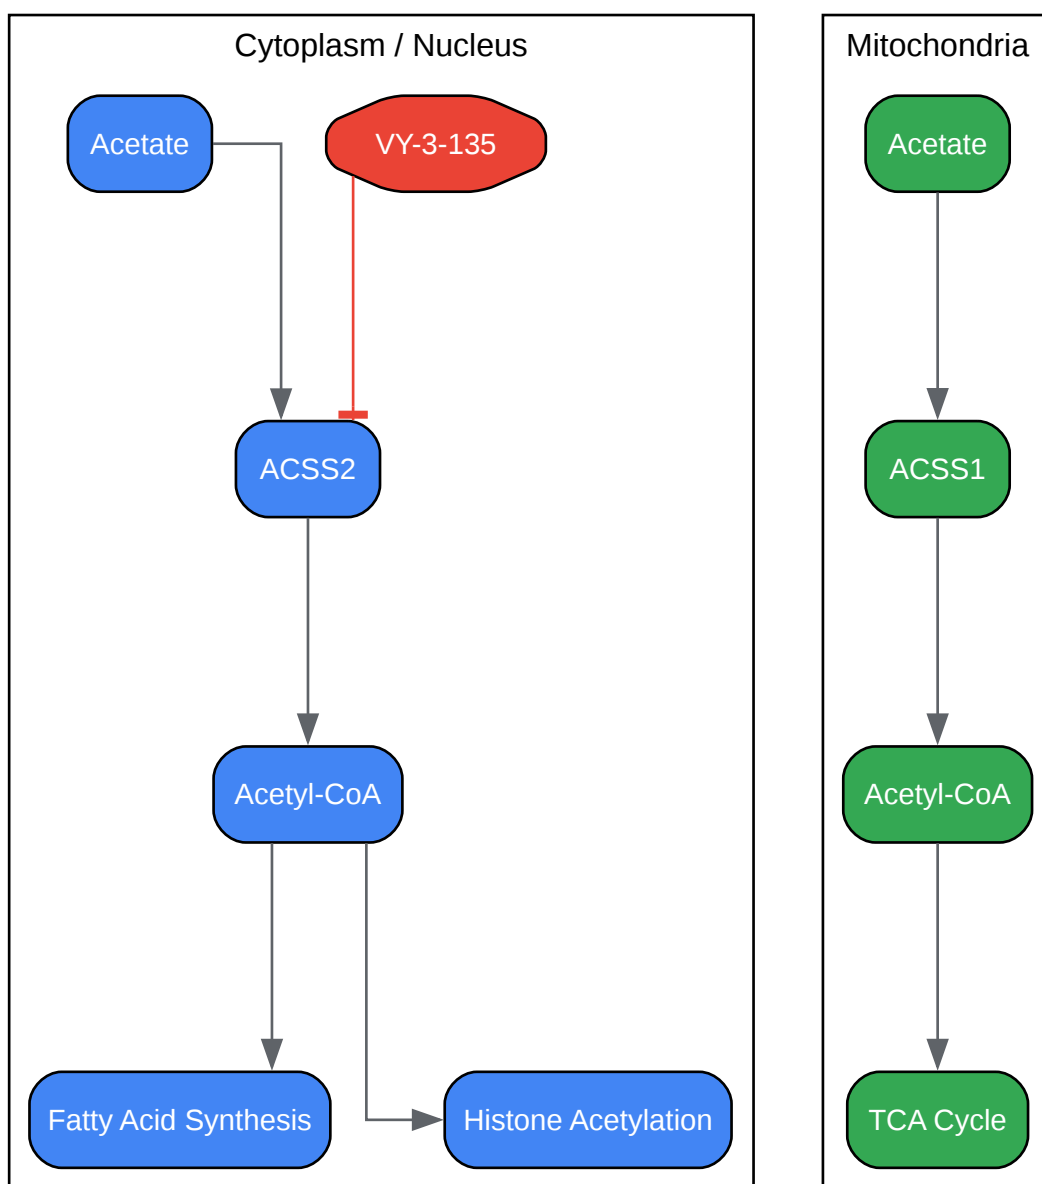 Cytoplasm / Nucleus
Acetate
VY-3-135
ACSS2
Acetyl-CoA
Fatty Acid Synthesis
Histone Acetylation
Mitochondria
Acetate
ACSS1
Acetyl-CoA
TCA Cycle